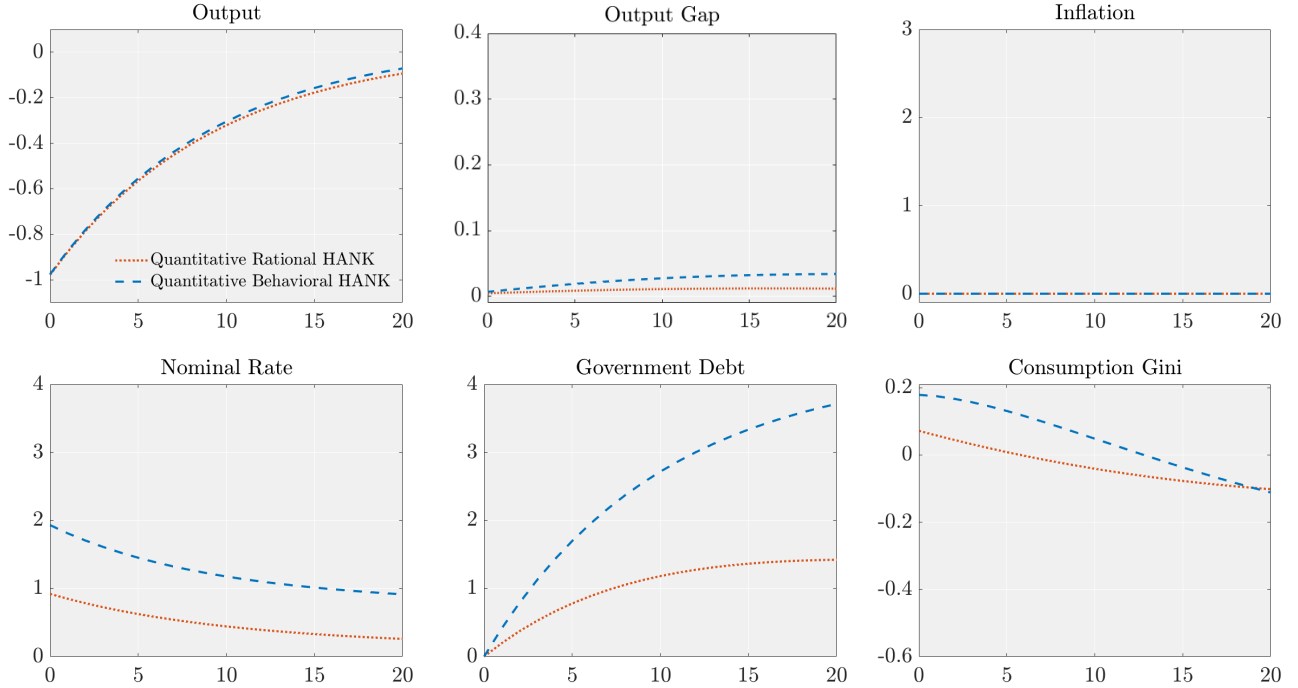 Output
0
-0.2
-0.4
-0.6
-0.8
-1
Quantitative Rational HANK
Quantitative Behavioral HANK
0 5 10 15 20
Output Gap
0.4
0.3
0.2
0.1
0
0 5 10 15 20
Inflation
3
2
1
0
0 5 10 15 20
Nominal Rate
4
3
2
1
0
0 5 10 15 20
Government Debt
4
3
2
1
0
0 5 10 15 20
Consumption Gini
0.2
0
-0.2
-0.4
-0.6
0 5 10 15 20